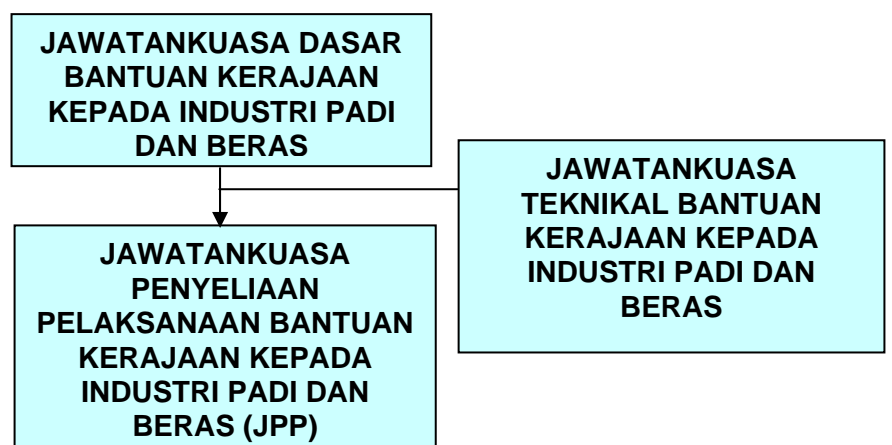 JAWATANKUASA DASAR
BANTUAN KERAJAAN
KEPADA INDUSTRI PADI
DAN BERAS
JAWATANKUASA
TEKNIKAL BANTUAN
KERAJAAN KEPADA
INDUSTRI PADI DAN
BERAS
JAWATANKUASA
PENYELIAAN
PELAKSANAAN BANTUAN
KERAJAAN KEPADA
INDUSTRI PADI DAN
BERAS (JPP)